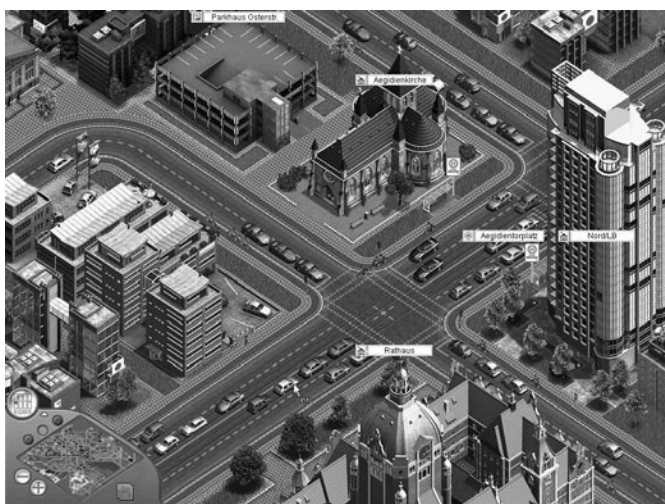 Parkhaus Osterstr.
Aegidienkirche
Aegidientorplatz
Nord/LB
Rathaus